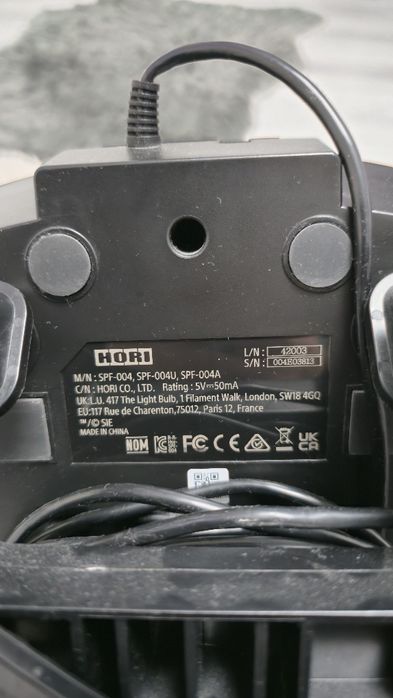 HORI
L/N : 42003
S/N : 004E03813
M/N : SPF-004, SPF-004U, SPF-004A
C/N : HORI CO., LTD. Rating : 5V⎓50mA
UK:L.U. 417 The Light Bulb, 1 Filament Walk, London, SW18 4GQ
EU:117 Rue de Charenton,75012, Paris 12, France
™/© SIE
MADE IN CHINA
NOM FC CE UK CA